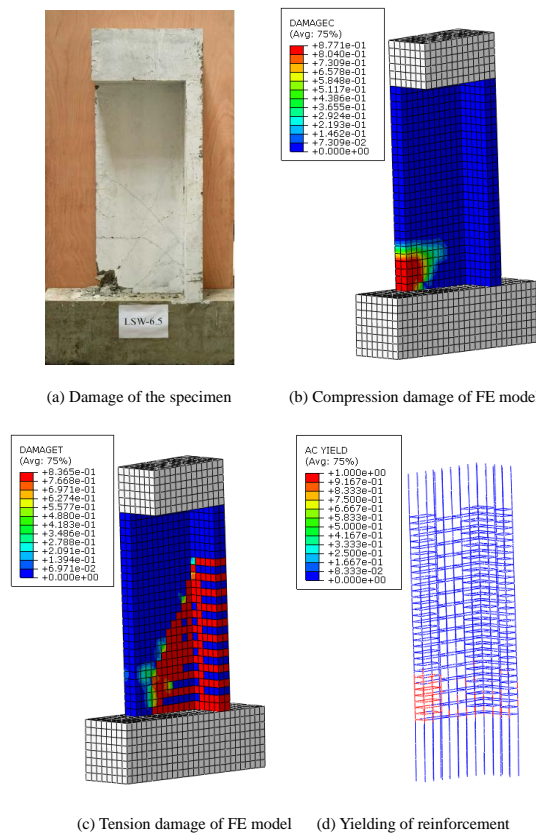 LSW-6.5
(a) Damage of the specimen
DAMAGEC
(Avg: 75%)
+8.771e-01
+8.040e-01
+7.309e-01
+6.578e-01
+5.848e-01
+5.117e-01
+4.386e-01
+3.655e-01
+2.924e-01
+2.193e-01
+1.462e-01
+7.309e-02
+0.000e+00
(b) Compression damage of FE model
DAMAGET
(Avg: 75%)
+8.365e-01
+7.668e-01
+6.971e-01
+6.274e-01
+5.577e-01
+4.880e-01
+4.183e-01
+3.486e-01
+2.788e-01
+2.091e-01
+1.394e-01
+6.971e-02
+0.000e+00
(c) Tension damage of FE model
AC YIELD
(Avg: 75%)
+1.000e+00
+9.167e-01
+8.333e-01
+7.500e-01
+6.667e-01
+5.833e-01
+5.000e-01
+4.167e-01
+3.333e-01
+2.500e-01
+1.667e-01
+8.333e-02
+0.000e+00
(d) Yielding of reinforcement